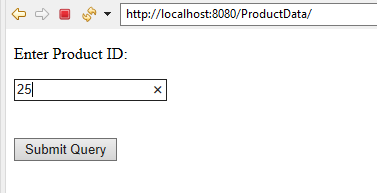 http://localhost:8080/ProductData/
Enter Product ID:
25
Submit Query